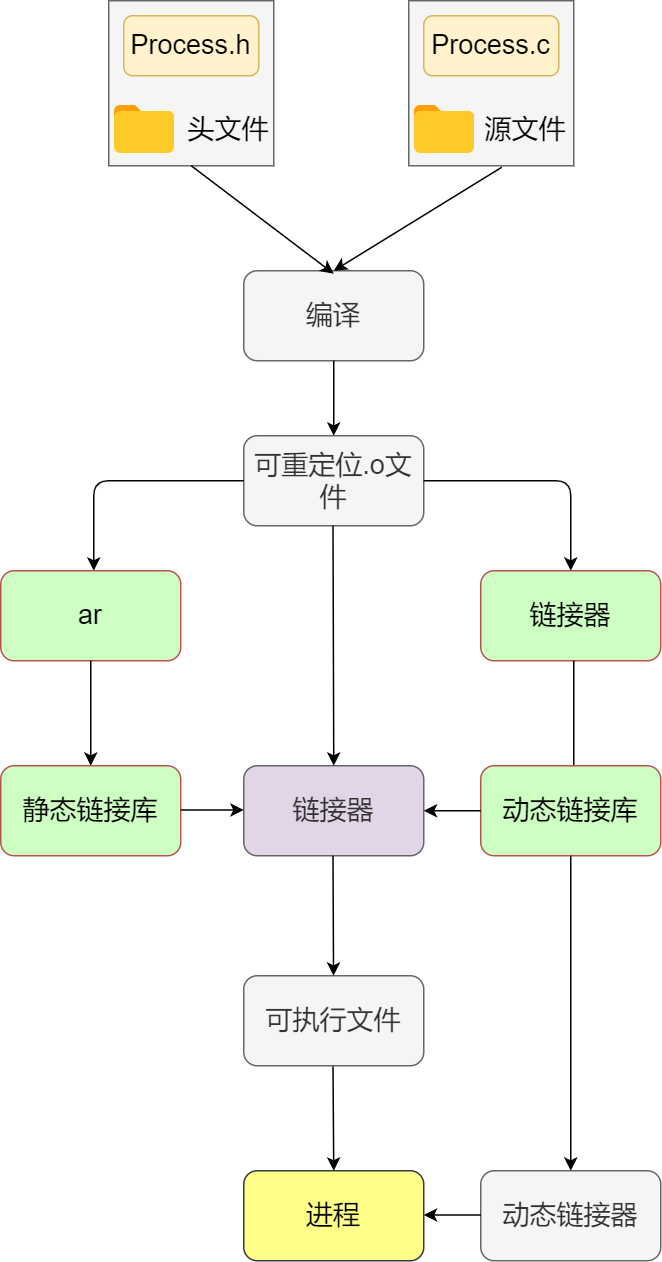 Process.h
Process.c
头文件
源文件
编译
可重定位.o文
件
ar
链接器
静态链接库
链接器
动态链接库
可执行文件
进程
动态链接器